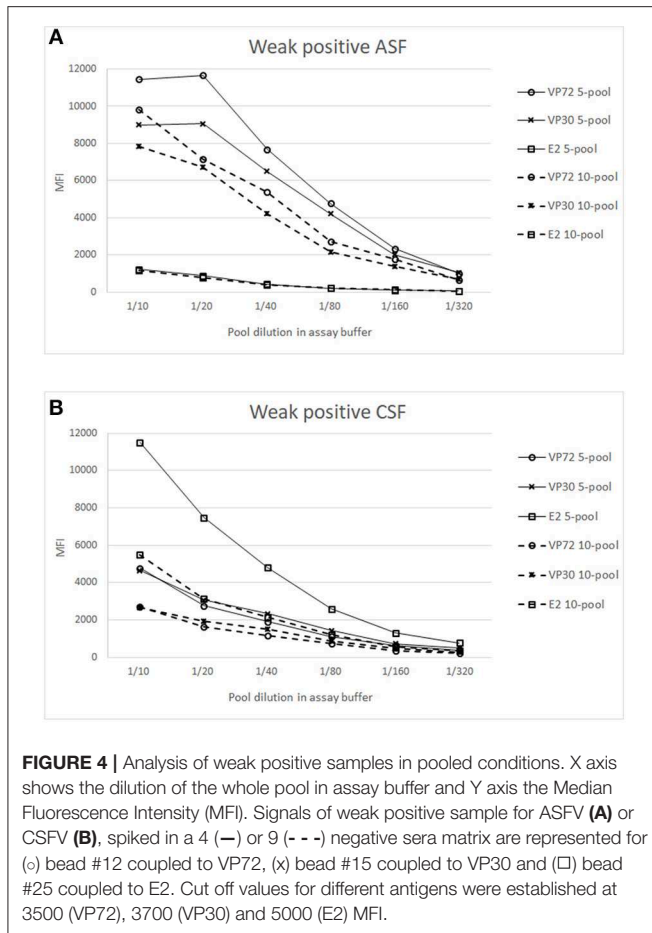 A
Weak positive ASF
12000
10000
8000
6000
4000
2000
0
MFI
1/10 1/20 1/40 1/80 1/160 1/320
Pool dilution in assay buffer
VP72 5-pool
VP30 5-pool
E2 5-pool
VP72 10-pool
VP30 10-pool
E2 10-pool
B
Weak positive CSF
12000
10000
8000
6000
4000
2000
0
MFI
1/10 1/20 1/40 1/80 1/160 1/320
Pool dilution in assay buffer
VP72 5-pool
VP30 5-pool
E2 5-pool
VP72 10-pool
VP30 10-pool
E2 10-pool
FIGURE 4 | Analysis of weak positive samples in pooled conditions. X axis
shows the dilution of the whole pool in assay buffer and Y axis the Median
Fluorescence Intensity (MFI). Signals of weak positive sample for ASFV (A) or
CSFV (B), spiked in a 4 (—) or 9 (- - -) negative sera matrix are represented for
(○) bead #12 coupled to VP72, (x) bead #15 coupled to VP30 and (□) bead
#25 coupled to E2. Cut off values for different antigens were established at
3500 (VP72), 3700 (VP30) and 5000 (E2) MFI.